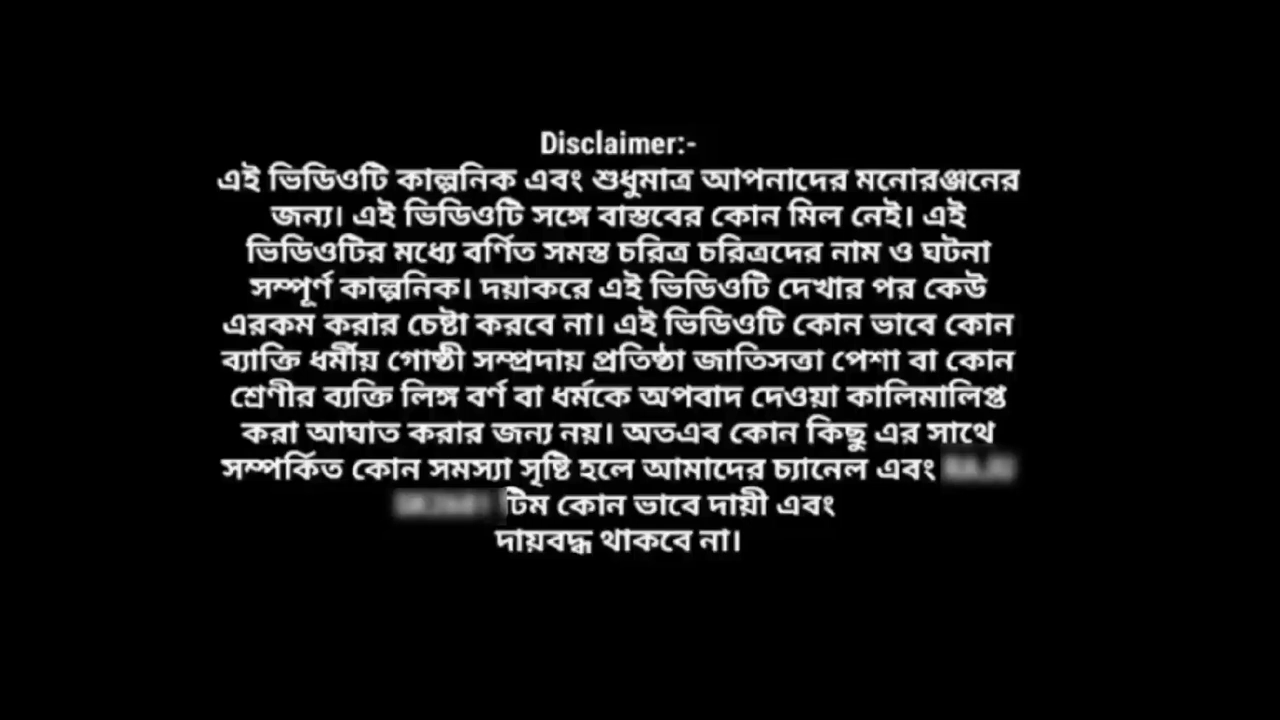 Disclaimer:-
এই ভিডিওটি কাল্পনিক এবং শুধুমাত্র আপনাদের মনোরঞ্জনের
জন্য। এই ভিডিওটি সঙ্গে বাস্তবের কোন মিল নেই। এই
ভিডিওটির মধ্যে বর্ণিত সমস্ত চরিত্র চরিত্রদের নাম ও ঘটনা
সম্পূর্ণ কাল্পনিক। দয়াকরে এই ভিডিওটি দেখার পর কেউ
এরকম করার চেষ্টা করবে না। এই ভিডিওটি কোন ভাবে কোন
ব্যাক্তি ধর্মীয় গোষ্ঠী সম্প্রদায় প্রতিষ্ঠা জাতিসত্তা পেশা বা কোন
শ্রেণীর ব্যক্তি লিঙ্গ বর্ণ বা ধর্মকে অপবাদ দেওয়া কালিমালিপ্ত
করা আঘাত করার জন্য নয়। অতএব কোন কিছু এর সাথে
সম্পর্কিত কোন সমস্যা সৃষ্টি হলে আমাদের চ্যানেল এবং
টিম কোন ভাবে দায়ী এবং
দায়বদ্ধ থাকবে না।